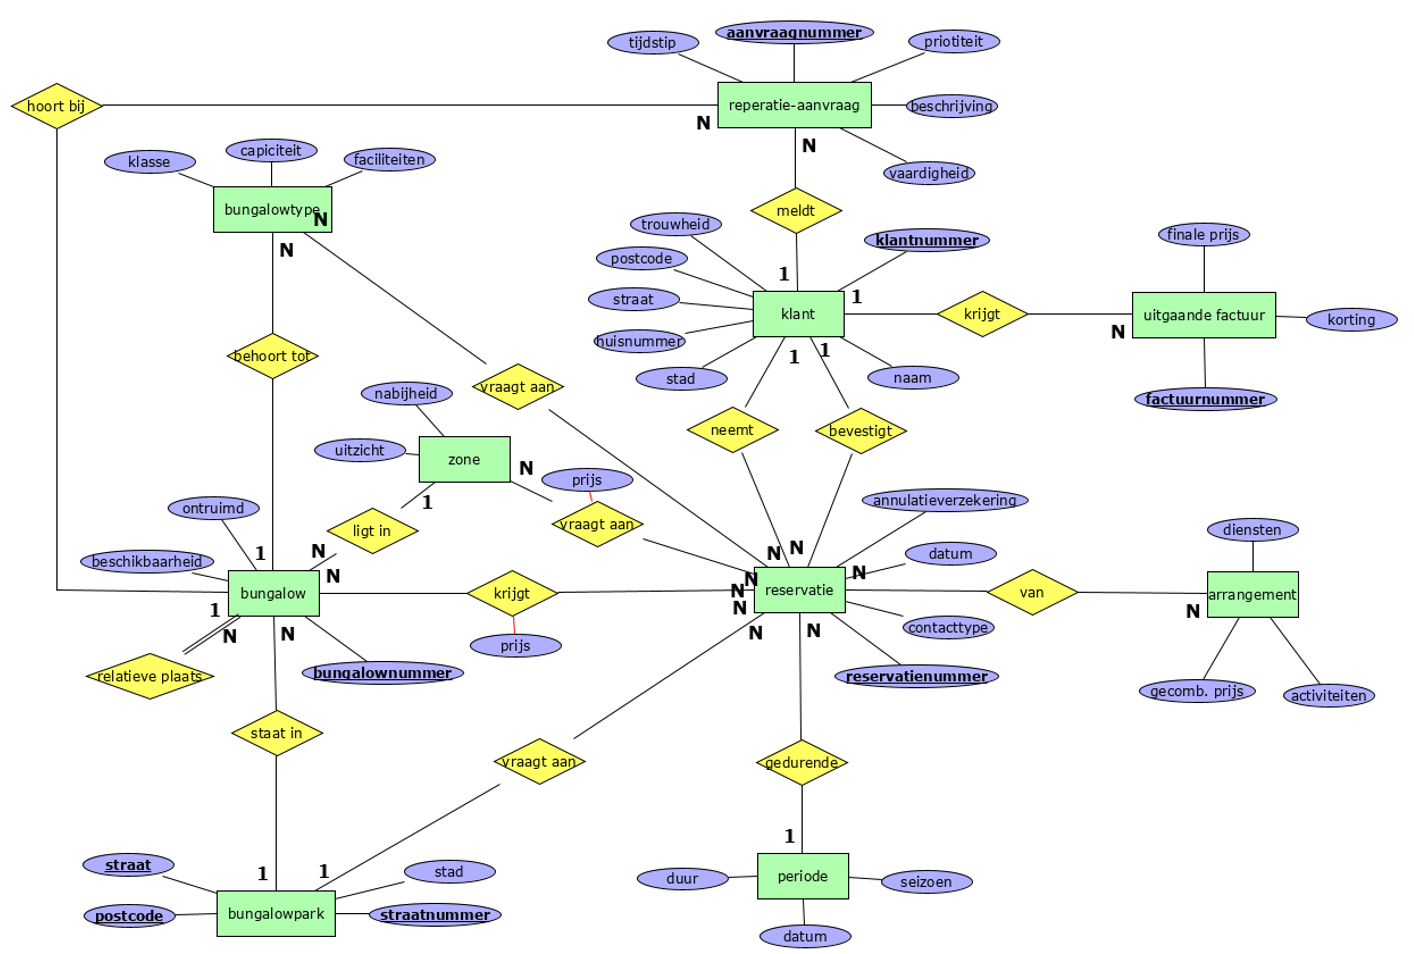 aanvraagnummer
tijdstip
priotiteit
hoort bij
reperatie-aanvraag
beschrijving
N
N
capiciteit
klasse
faciliteiten
vaardigheid
bungalowtype
N
meldt
trouwheid
finale prijs
klantnummer
N
postcode
1
1
straat
klant
krijgt
uitgaande factuur
korting
N
huisnummer
1
1
behoort tot
stad
naam
vraagt aan
nabijheid
factuurnummer
neemt
bevestigt
uitzicht
zone
N
prijs
1
annulatieverzekering
ontruimd
vraagt aan
ligt in
diensten
N
N
1
N
datum
beschikbaarheid
N
N
N
bungalow
krijgt
N
reservatie
van
arrangement
1
N
N
N
N
N
N
contacttype
prijs
bungalownummer
relatieve plaats
reservatienummer
gecomb. prijs
activiteiten
staat in
vraagt aan
gedurende
1
straat
1
1
stad
duur
periode
seizoen
postcode
bungalowpark
straatnummer
datum